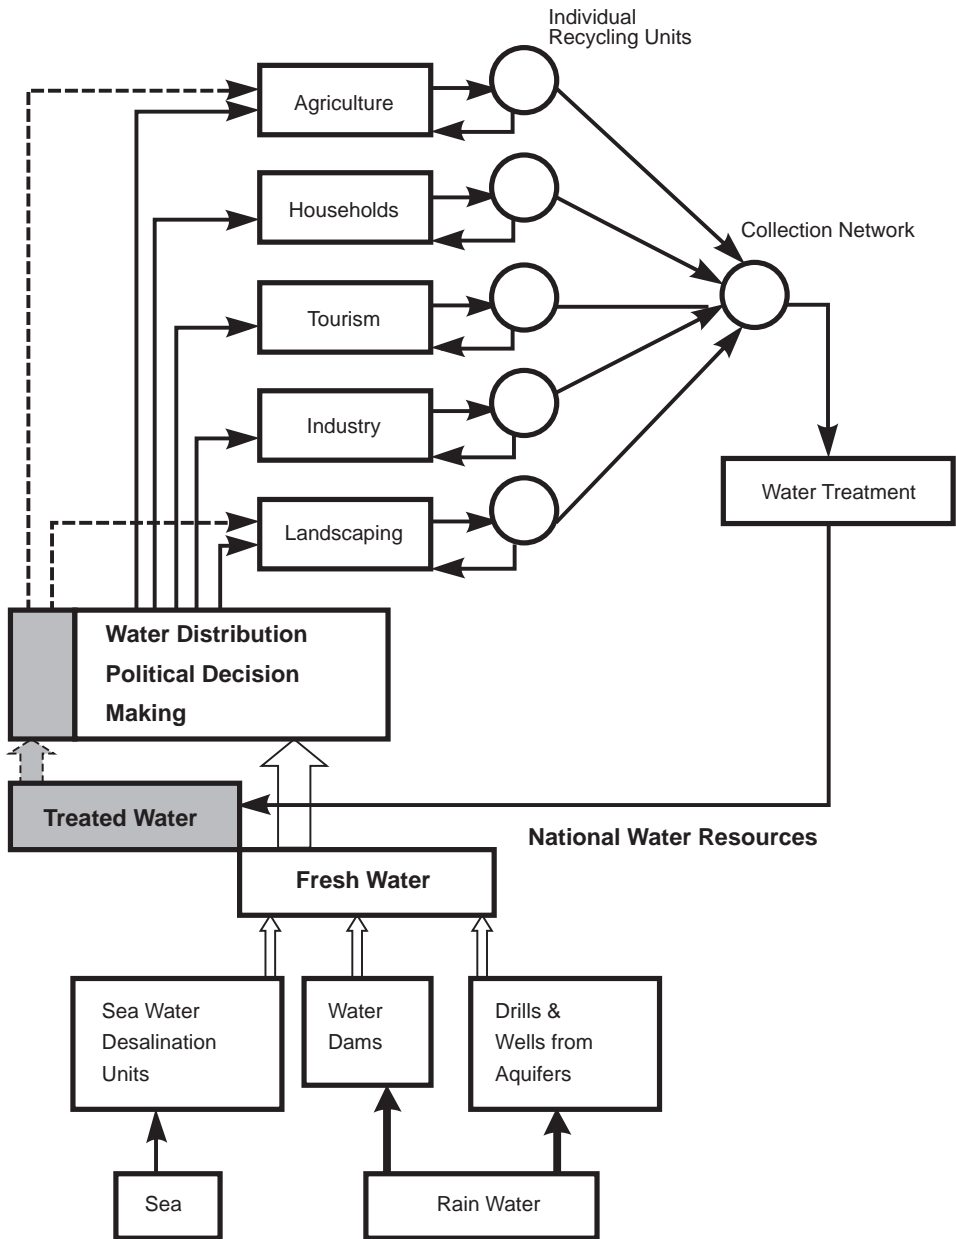 Individual
Recycling Units
Agriculture
Households
Collection Network
Tourism
Industry
Water Treatment
Landscaping
Water Distribution
Political Decision
Making
Treated Water
National Water Resources
Fresh Water
Sea Water
Desalination
Units
Water
Dams
Drills &
Wells from
Aquifers
Sea
Rain Water